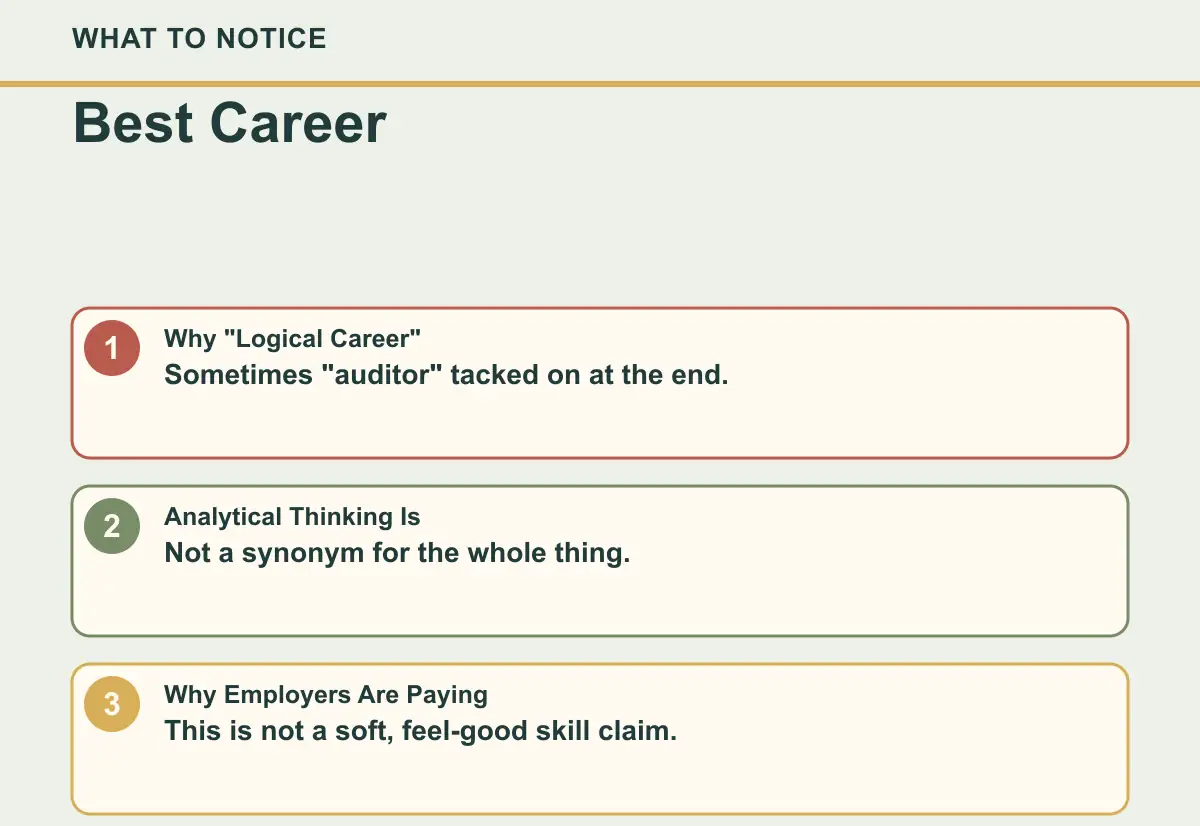 WHAT TO NOTICE
Best Career
1
Why "Logical Career"
Sometimes "auditor" tacked on at the end.
2
Analytical Thinking Is
Not a synonym for the whole thing.
3
Why Employers Are Paying
This is not a soft, feel-good skill claim.